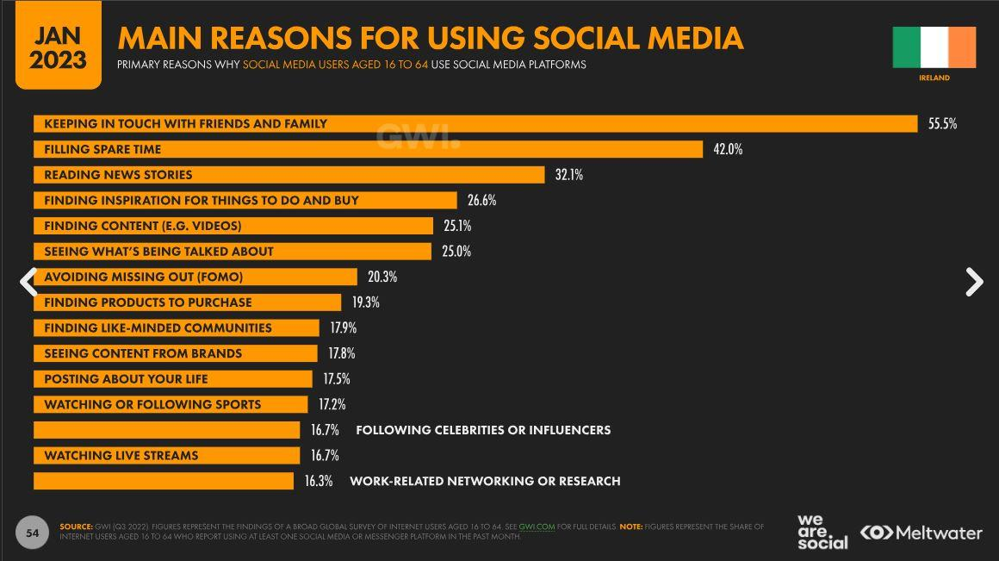 JAN
2023
MAIN REASONS FOR USING SOCIAL MEDIA
PRIMARY REASONS WHY SOCIAL MEDIA USERS AGED 16 TO 64 USE SOCIAL MEDIA PLATFORMS
IRELAND
KEEPING IN TOUCH WITH FRIENDS AND FAMILY 55.5%
GWI.
FILLING SPARE TIME 42.0%
READING NEWS STORIES 32.1%
FINDING INSPIRATION FOR THINGS TO DO AND BUY 26.6%
FINDING CONTENT (E.G. VIDEOS) 25.1%
SEEING WHAT'S BEING TALKED ABOUT 25.0%
AVOIDING MISSING OUT (FOMO) 20.3%
FINDING PRODUCTS TO PURCHASE 19.3%
FINDING LIKE-MINDED COMMUNITIES 17.9%
SEEING CONTENT FROM BRANDS 17.8%
POSTING ABOUT YOUR LIFE 17.5%
WATCHING OR FOLLOWING SPORTS 17.2%
16.7% FOLLOWING CELEBRITIES OR INFLUENCERS
WATCHING LIVE STREAMS 16.7%
16.3% WORK-RELATED NETWORKING OR RESEARCH
54
SOURCE: GWI (Q3 2022). FIGURES REPRESENT THE FINDINGS OF A BROAD GLOBAL SURVEY OF INTERNET USERS AGED 16 TO 64. SEE GWI.COM FOR FULL DETAILS. NOTE: FIGURES REPRESENT THE SHARE OF
INTERNET USERS AGED 16 TO 64 WHO REPORT USING AT LEAST ONE SOCIAL MEDIA OR MESSENGER PLATFORM IN THE PAST MONTH.
we
are
social
Meltwater